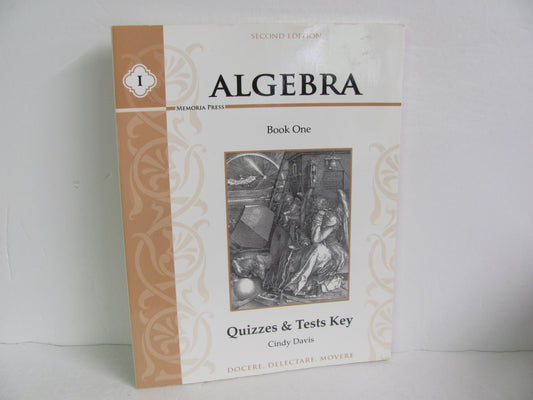 SECOND EDITION
I
ALGEBRA
MEMORIA PRESS
Book One
Quizzes & Tests Key
Cindy Davis
DOCERE, DELECTARE, MOVERE